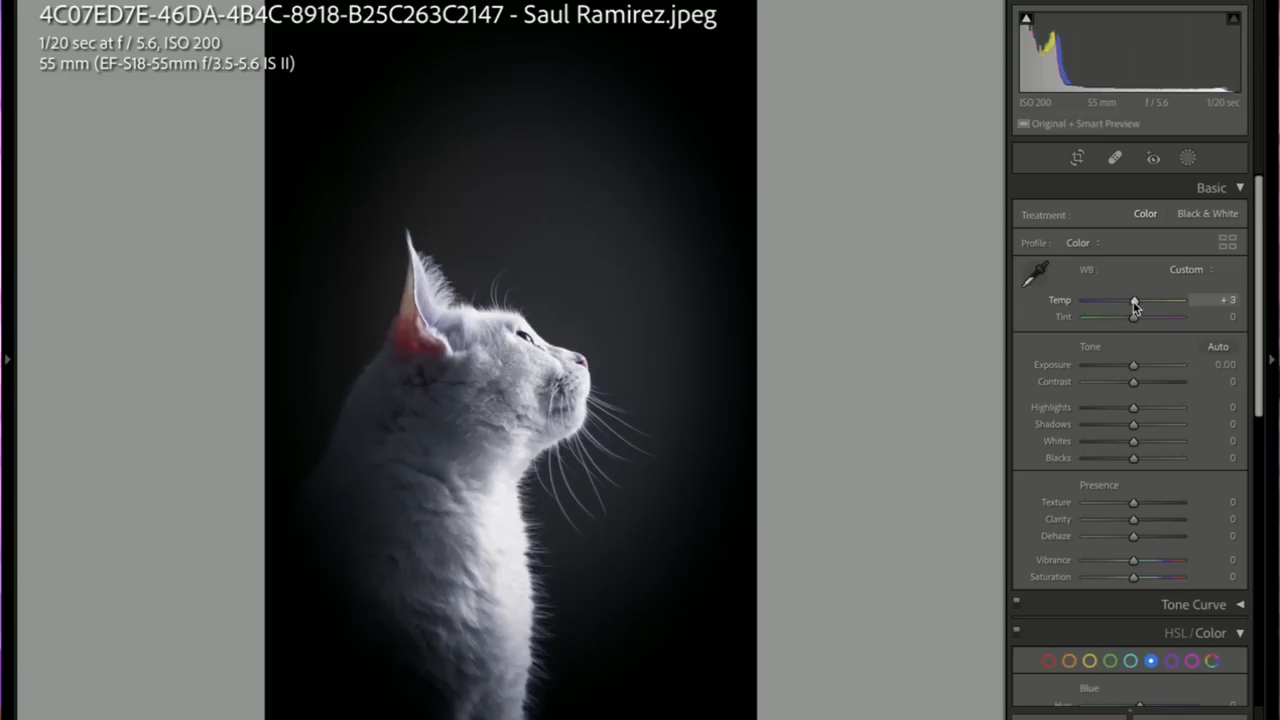 4C07ED7E-46DA-4B4C-8918-B25C263C2147 - Saul Ramirez.jpeg
1/20 sec at f / 5.6, ISO 200
55 mm (EF-S18-55mm f/3.5-5.6 IS II)
ISO 200 55 mm f / 5.6 1/20 sec
Original + Smart Preview
Basic
Treatment : Color Black & White
Profile : Color
WB : Custom
Temp + 3
Tint 0
Tone Auto
Exposure 0.00
Contrast 0
Highlights 0
Shadows 0
Whites 0
Blacks 0
Presence
Texture 0
Clarity 0
Dehaze 0
Vibrance 0
Saturation 0
Tone Curve
HSL/Color
Blue